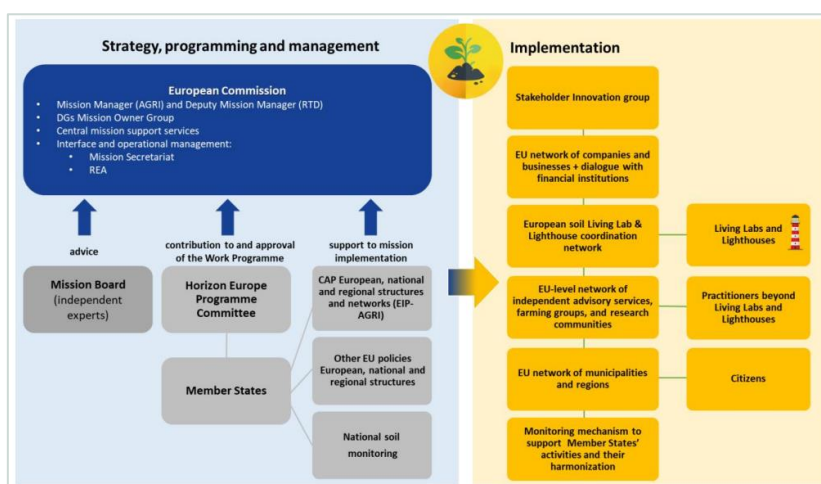 Strategy, programming and management
European Commission
• Mission Manager (AGRI) and Deputy Mission Manager (RTD)
• DGs Mission Owner Group
• Central mission support services
• Interface and operational management:
• Mission Secretariat
• REA
advice
contribution to and approval
of the Work Programme
support to mission
implementation
Mission Board
(independent
experts)
Horizon Europe
Programme
Committee
CAP European, national
and regional structures
and networks (EIP-
AGRI)
Member States
Other EU policies
European, national and
regional structures
National soil
monitoring
Implementation
Stakeholder Innovation group
EU network of companies and
businesses + dialogue with
financial institutions
European soil Living Lab &
Lighthouse coordination
network
Living Labs and
Lighthouses
EU-level network of
independent advisory services,
farming groups, and research
communities
Practitioners beyond
Living Labs and
Lighthouses
EU network of municipalities
and regions
Citizens
Monitoring mechanism to
support Member States'
activities and their
harmonization